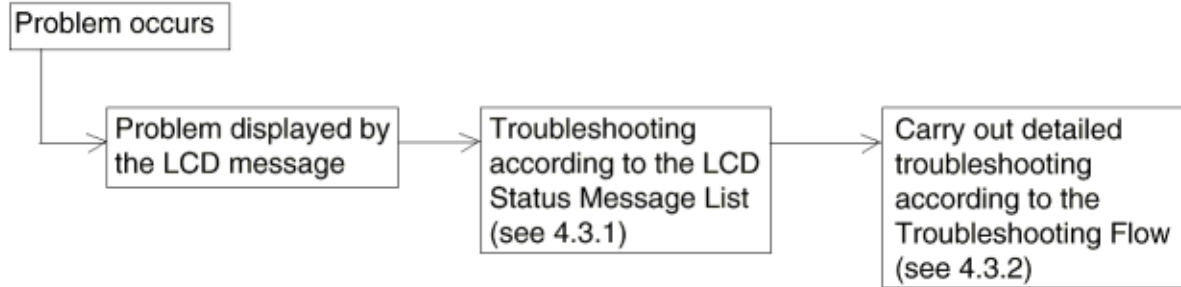 Problem occurs
Problem displayed by
the LCD message
Troubleshooting
according to the LCD
Status Message List
(see 4.3.1)
Carry out detailed
troubleshooting
according to the
Troubleshooting Flow
(see 4.3.2)